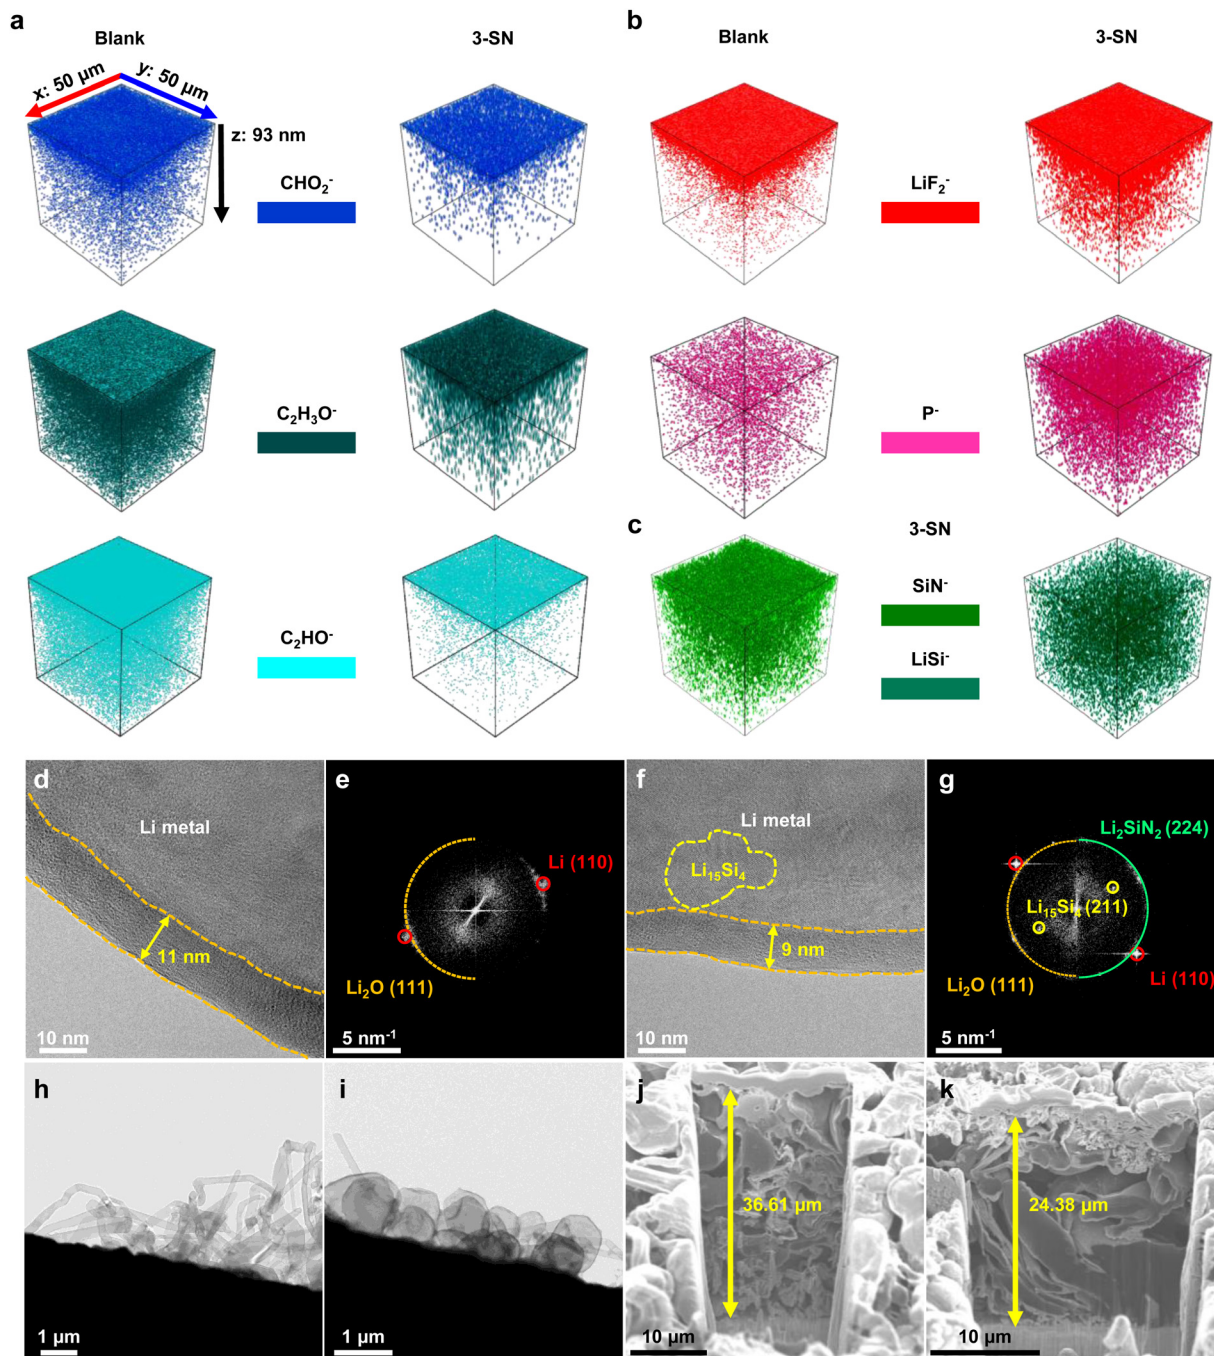 a
Blank
3-SN
x: 50 µm
y: 50 µm
z: 93 nm
CHO₂⁻
C₂H₃O⁻
C₂HO⁻
b
Blank
3-SN
LiF₂⁻
P⁻
c
3-SN
SiN⁻
LiSi⁻
d
Li metal
11 nm
10 nm
e
Li (110)
Li₂O (111)
5 nm⁻¹
f
Li metal
Li₁₅Si₄
9 nm
10 nm
g
Li₂SiN₂ (224)
Li₁₅Si₄ (211)
Li₂O (111)
Li (110)
5 nm⁻¹
h
1 µm
i
1 µm
j
36.61 µm
10 µm
k
24.38 µm
10 µm